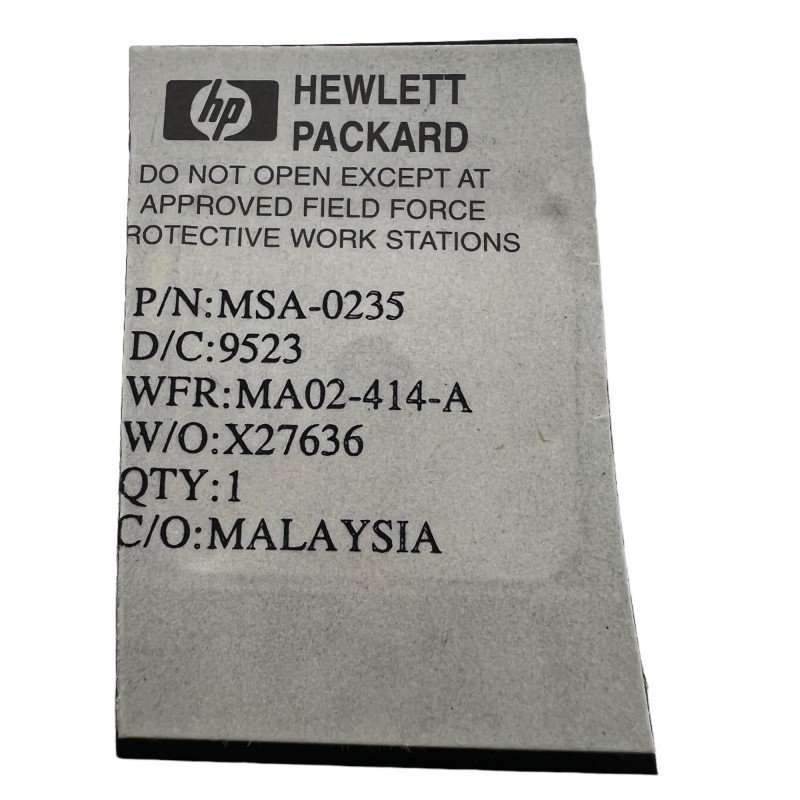 hp HEWLETT
PACKARD
DO NOT OPEN EXCEPT AT
APPROVED FIELD FORCE
ROTECTIVE WORK STATIONS
P/N:MSA-0235
D/C:9523
WFR:MA02-414-A
W/O:X27636
QTY:1
C/O:MALAYSIA